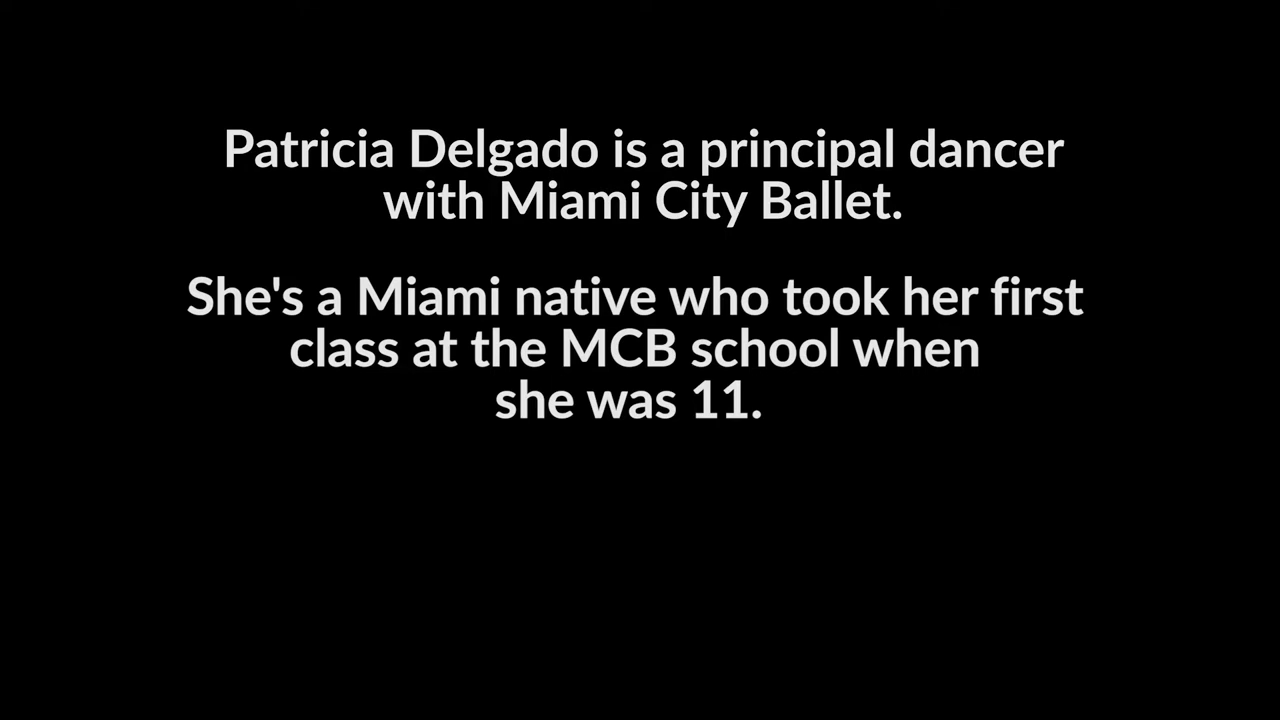 Patricia Delgado is a principal dancer
with Miami City Ballet.
She's a Miami native who took her first
class at the MCB school when
she was 11.